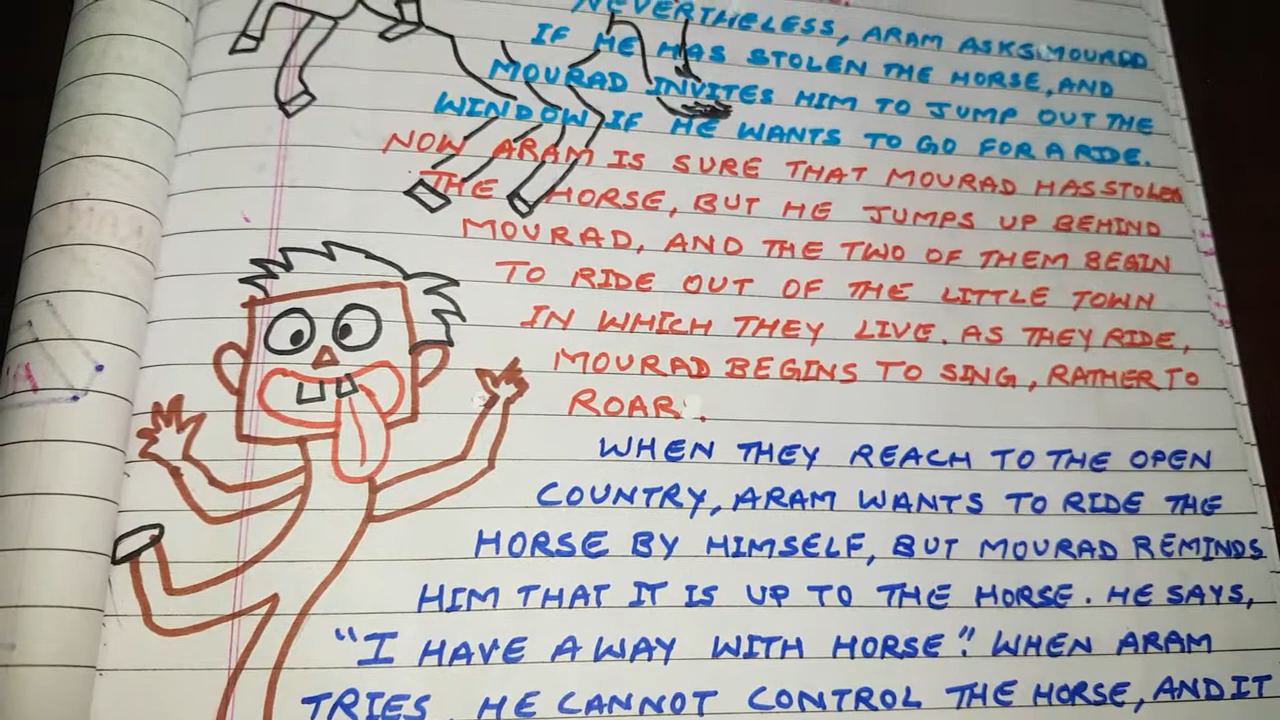 NEVERTHELESS, ARAM ASKS MOURAD
IF HE HAS STOLEN THE HORSE, AND
MOURAD INVITES HIM TO JUMP OUT THE
WINDOW IF HE WANTS TO GO FOR A RIDE.
NOW ARAM IS SURE THAT MOURAD HAS STOLEN
THE HORSE, BUT HE JUMPS UP BEHIND
MOURAD, AND THE TWO OF THEM BEGIN
TO RIDE OUT OF THE LITTLE TOWN
IN WHICH THEY LIVE. AS THEY RIDE,
MOURAD BEGINS TO SING, RATHER TO
ROAR.
WHEN THEY REACH TO THE OPEN
COUNTRY, ARAM WANTS TO RIDE THE
HORSE BY HIMSELF, BUT MOURAD REMINDS
HIM THAT IT IS UP TO THE HORSE. HE SAYS,
"I HAVE A WAY WITH HORSE". WHEN ARAM
TRIES, HE CANNOT CONTROL THE HORSE, AND IT